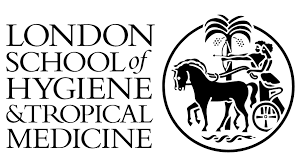 LONDON
SCHOOL of
HYGIENE
&TROPICAL
MEDICINE